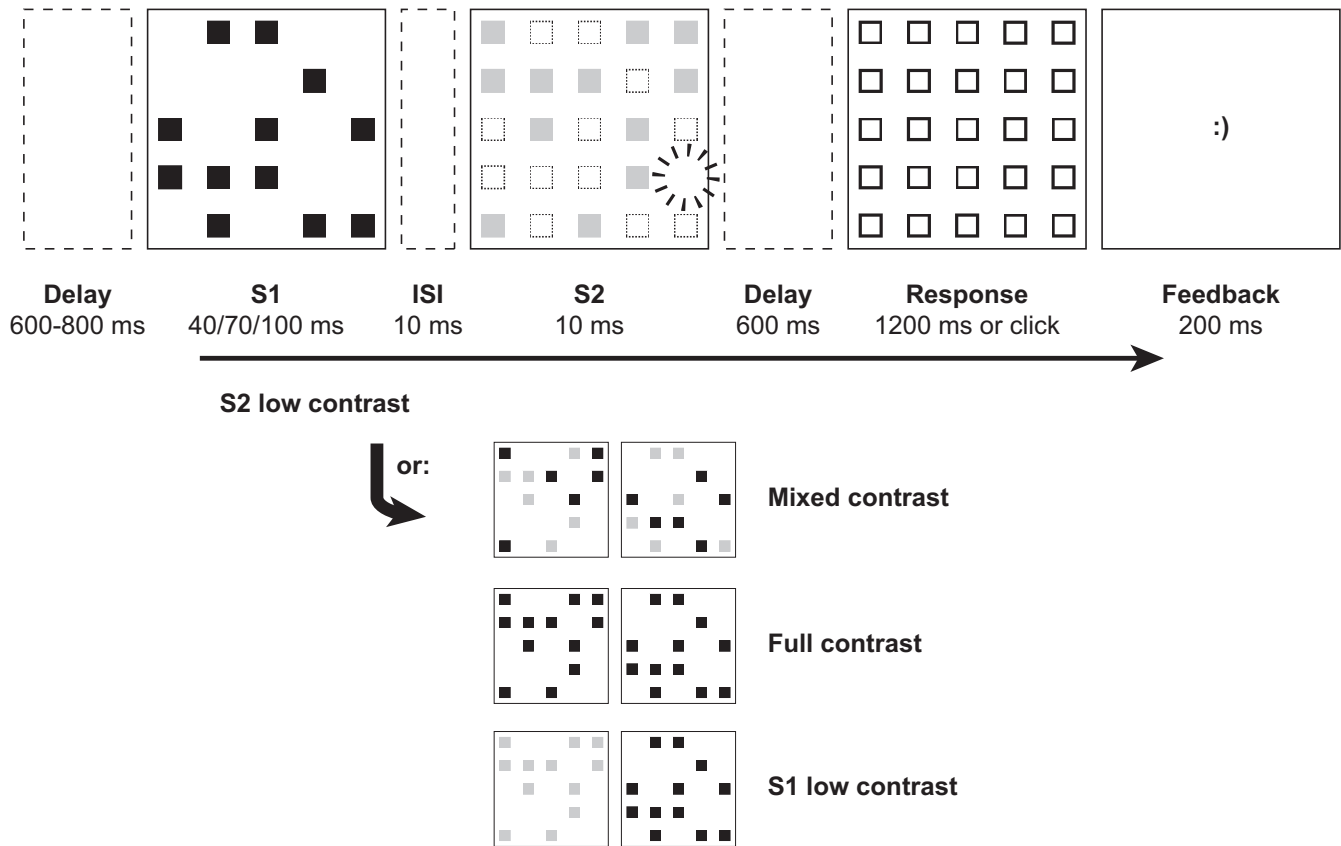 :)
Delay
600-800 ms
S1
40/70/100 ms
ISI
10 ms
S2
10 ms
Delay
600 ms
Response
1200 ms or click
Feedback
200 ms
S2 low contrast
or:
Mixed contrast
Full contrast
S1 low contrast